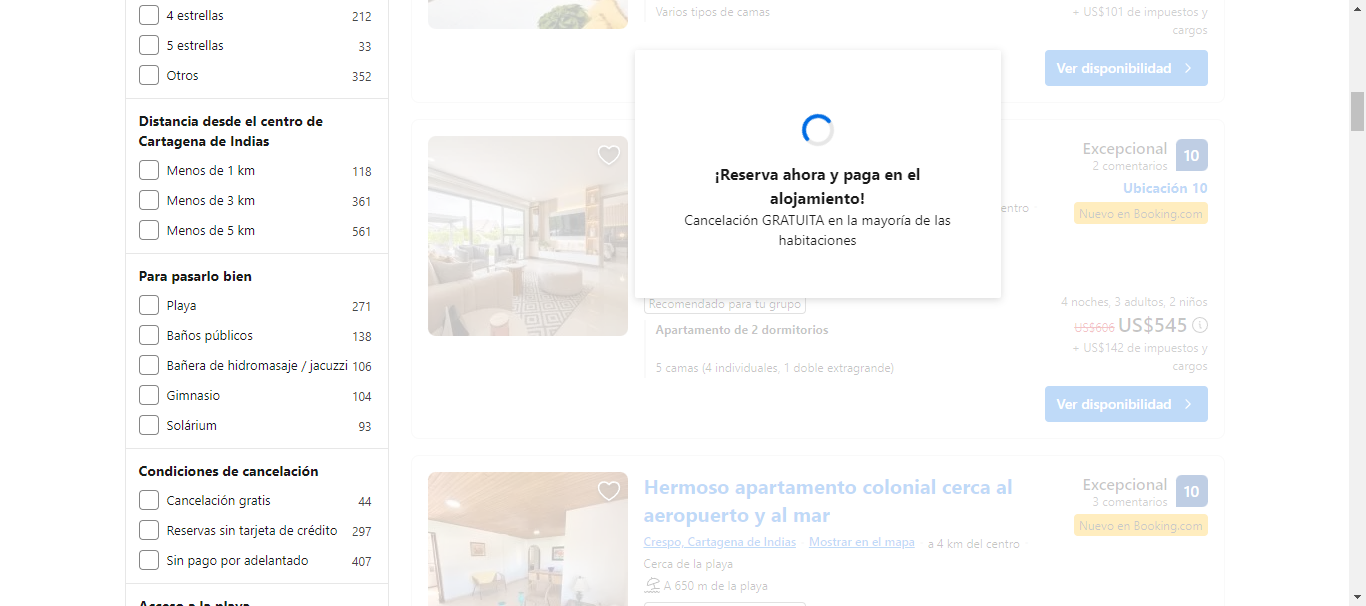 4 estrellas 212
5 estrellas 33
Otros 352
Distancia desde el centro de
Cartagena de Indias
Menos de 1 km 118
Menos de 3 km 361
Menos de 5 km 561
Para pasarlo bien
Playa 271
Baños públicos 138
Bañera de hidromasaje / jacuzzi 106
Gimnasio 104
Solárium 93
Condiciones de cancelación
Cancelación gratis 44
Reservas sin tarjeta de crédito 297
Sin pago por adelantado 407
Acceso a la playa
Varios tipos de camas
+ US$101 de impuestos y
cargos
Ver disponibilidad
¡Reserva ahora y paga en el
alojamiento!
Cancelación GRATUITA en la mayoría de las
habitaciones
Excepcional 10
2 comentarios
Ubicación 10
entro
Nuevo en Booking.com
Recomendado para tu grupo
Apartamento de 2 dormitorios
5 camas (4 individuales, 1 doble extragrande)
4 noches, 3 adultos, 2 niños
US$606 US$545
+ US$142 de impuestos y
cargos
Ver disponibilidad
Hermoso apartamento colonial cerca al
aeropuerto y al mar
Crespo, Cartagena de Indias Mostrar en el mapa a 4 km del centro
Cerca de la playa
A 650 m de la playa
Excepcional 10
3 comentarios
Nuevo en Booking.com